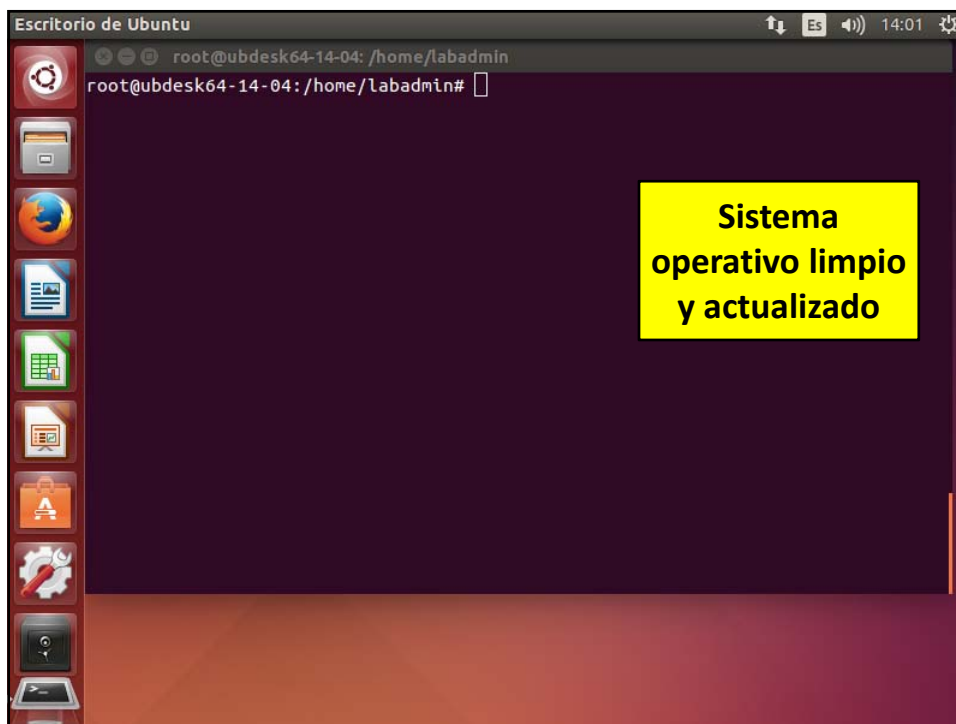 Escritorio de Ubuntu
Es
14:01
root@ubdesk64-14-04: /home/labadmin
root@ubdesk64-14-04:/home/labadmin#
Sistema
operativo limpio
y actualizado